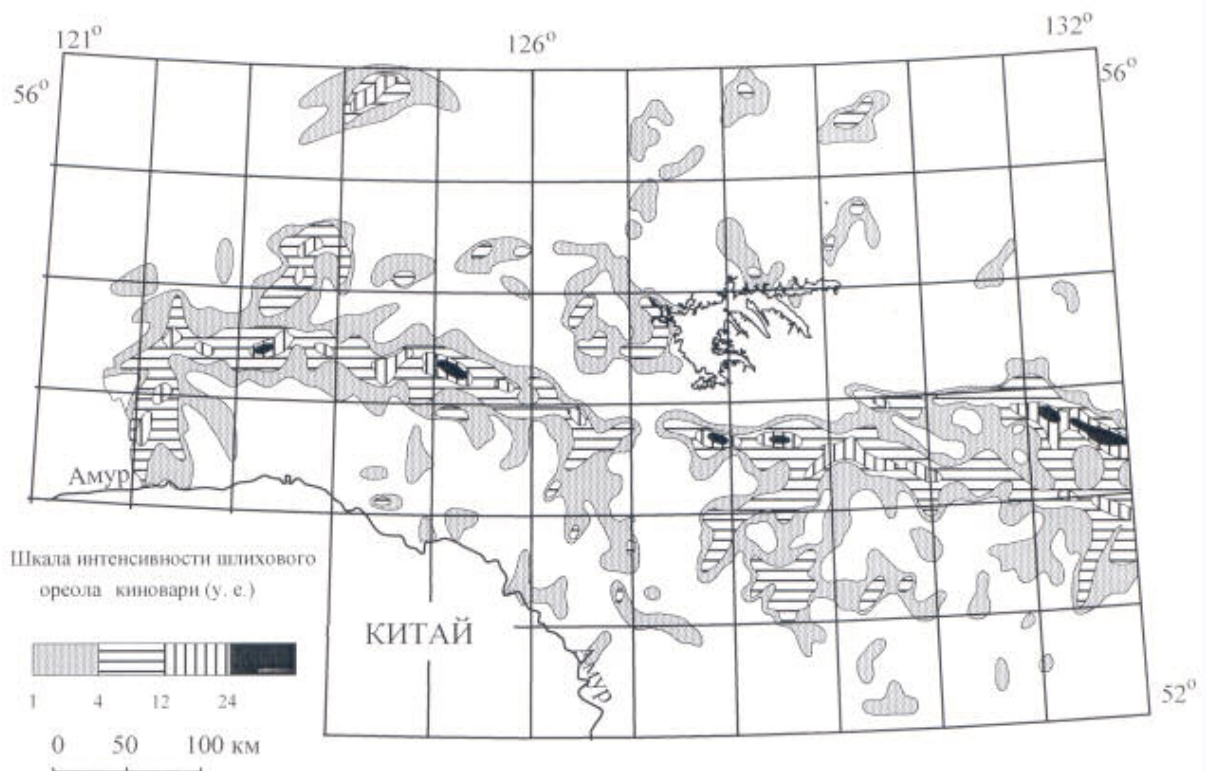 121°
126°
132°
56°
56°
Амур
Шкала интенсивности шлихового
ореола киновари (у. е.)
КИТАЙ
Амур
1 4 12 24
52°
0 50 100 км